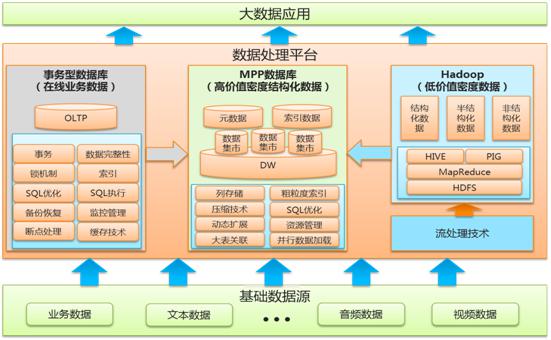 大数据应用
数据处理平台
事务型数据库
（在线业务数据）
OLTP
事务
数据完整性
锁机制
索引
SQL优化
SQL执行
备份恢复
监控管理
断点处理
缓存技术
MPP数据库
（高价值密度结构化数据）
元数据
索引数据
数据
集市
数据
集市
数据
集市
DW
列存储
粗粒度索引
压缩技术
SQL优化
动态扩展
资源管理
大表关联
并行数据加载
Hadoop
（低价值密度数据）
结构
化数
据
半结构
化数据
非结
构化
数据
HIVE
PIG
MapReduce
HDFS
流处理技术
基础数据源
业务数据
文本数据
•••
音频数据
视频数据